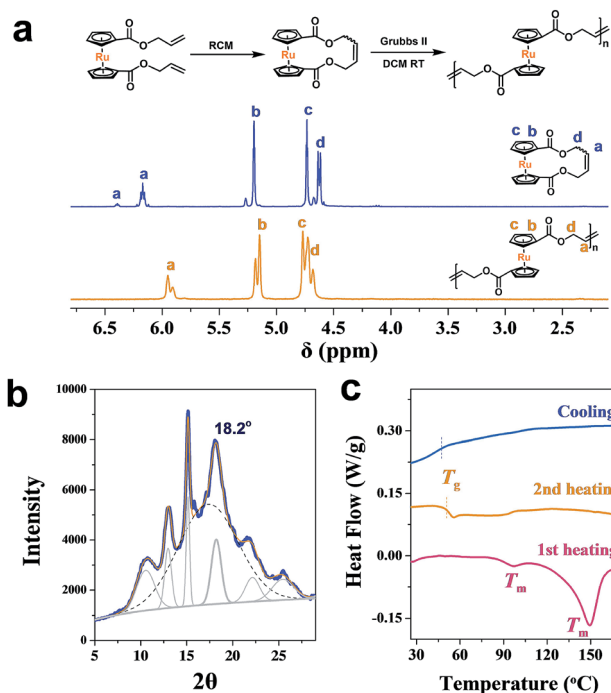 a
RCM
Grubbs II
DCM RT
Ru
O
O
O
O
Ru
O
O
O
O
Ru
O
O
n
O
O
a
a
b
c
d
c b
d
a
O
O
Ru
O
O
a
b
c
d
c b
O
d
O
a
n
Ru
O
O
6.5 6.0 5.5 5.0 4.5 4.0 3.5 3.0 2.5
δ (ppm)
b
10000
8000
6000
4000
2000
Intensity
18.2°
5 10 15 20 25
2θ
c
0.30
0.15
0.00
-0.15
Heat Flow (W/g)
Cooling
Tg
2nd heating
1st heating
Tm
Tm
30 60 90 120 150
Temperature (°C)